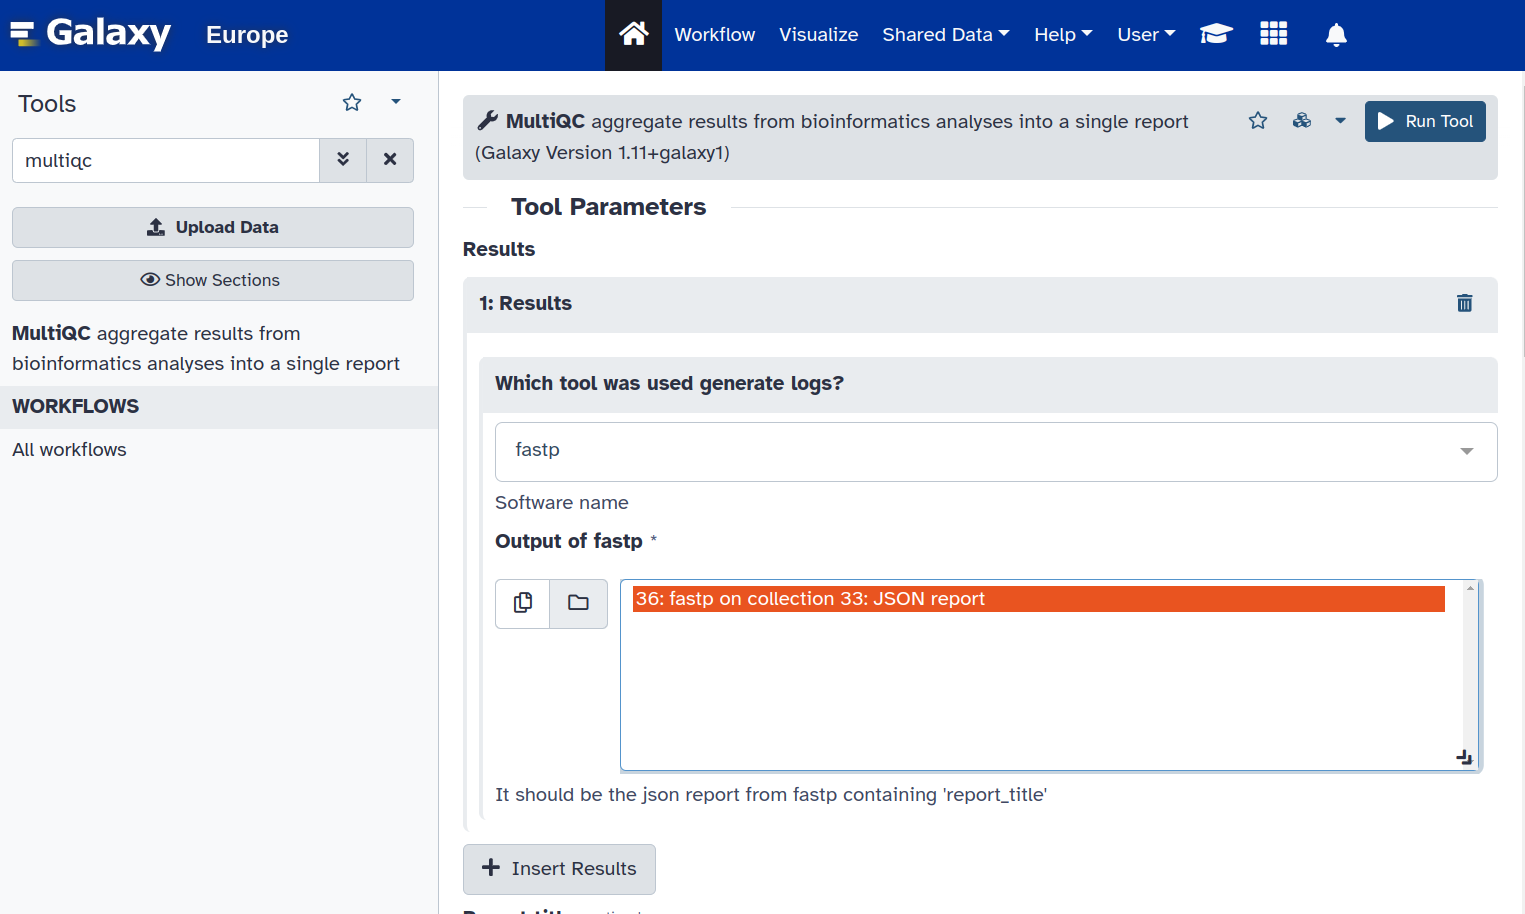 Galaxy Europe Workflow Visualize Shared Data Help User
Tools
multiqc
Upload Data
Show Sections
MultiQC aggregate results from
bioinformatics analyses into a single report
WORKFLOWS
All workflows
MultiQC aggregate results from bioinformatics analyses into a single report
(Galaxy Version 1.11+galaxy1)
Run Tool
Tool Parameters
Results
1: Results
Which tool was used generate logs?
fastp
Software name
Output of fastp *
36: fastp on collection 33: JSON report
It should be the json report from fastp containing 'report_title'
Insert Results